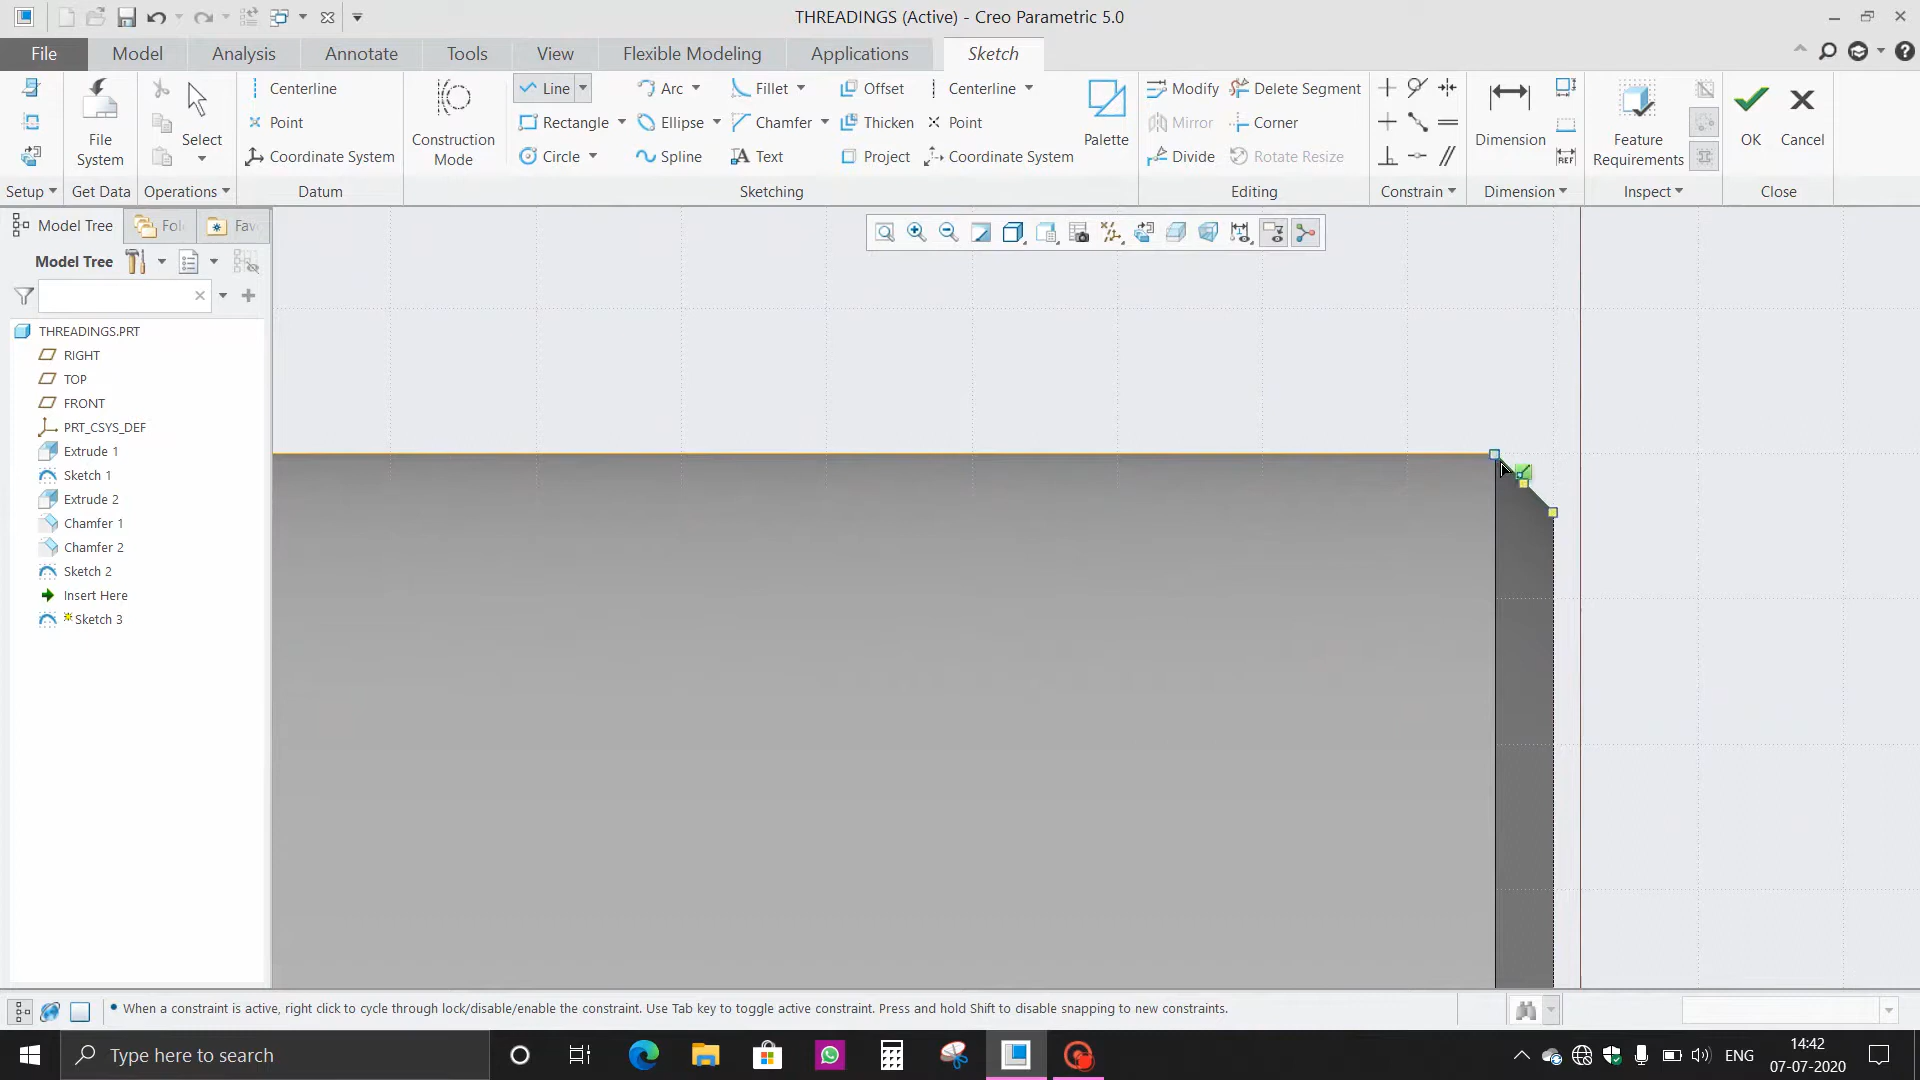 THREADINGS (Active) - Creo Parametric 5.0
File Model Analysis Annotate Tools View Flexible Modeling Applications Sketch
Centerline Line Arc Fillet Offset Centerline Modify Delete Segment
File System Select Point Construction Mode Rectangle Ellipse Chamfer Thicken Point Palette Mirror Corner Dimension Feature Requirements OK Cancel
Coordinate System Circle Spline Text Project Coordinate System Divide Rotate Resize REF
Setup Get Data Operations Datum Sketching Editing Constrain Dimension Inspect Close
Model Tree Fol Fav
Model Tree
THREADINGS.PRT
RIGHT
TOP
FRONT
PRT_CSYS_DEF
Extrude 1
Sketch 1
Extrude 2
Chamfer 1
Chamfer 2
Sketch 2
Insert Here
Sketch 3
• When a constraint is active, right click to cycle through lock/disable/enable the constraint. Use Tab key to toggle active constraint. Press and hold Shift to disable snapping to new constraints.
Type here to search
ENG
14:42
07-07-2020